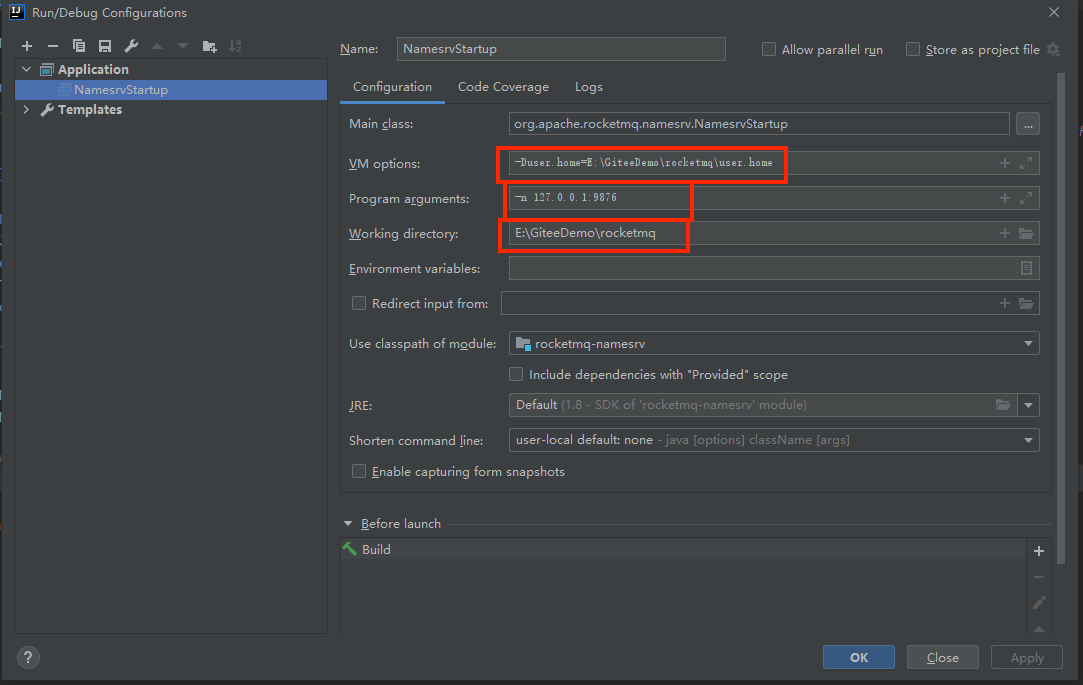 Run/Debug Configurations
Name: NamesrvStartup Allow parallel run Store as project file
Application
NamesrvStartup
Templates
Configuration Code Coverage Logs
Main class: org.apache.rocketmq.namesrv.NamesrvStartup ...
VM options: -Duser.home=E:\GiteeDemo\rocketmq\user.home
Program arguments: -n 127.0.0.1:9876
Working directory: E:\GiteeDemo\rocketmq
Environment variables:
Redirect input from:
Use classpath of module: rocketmq-namesrv
Include dependencies with "Provided" scope
JRE: Default (1.8 - SDK of 'rocketmq-namesrv' module)
Shorten command line: user-local default: none - java [options] className [args]
Enable capturing form snapshots
Before launch
Build
? OK Close Apply